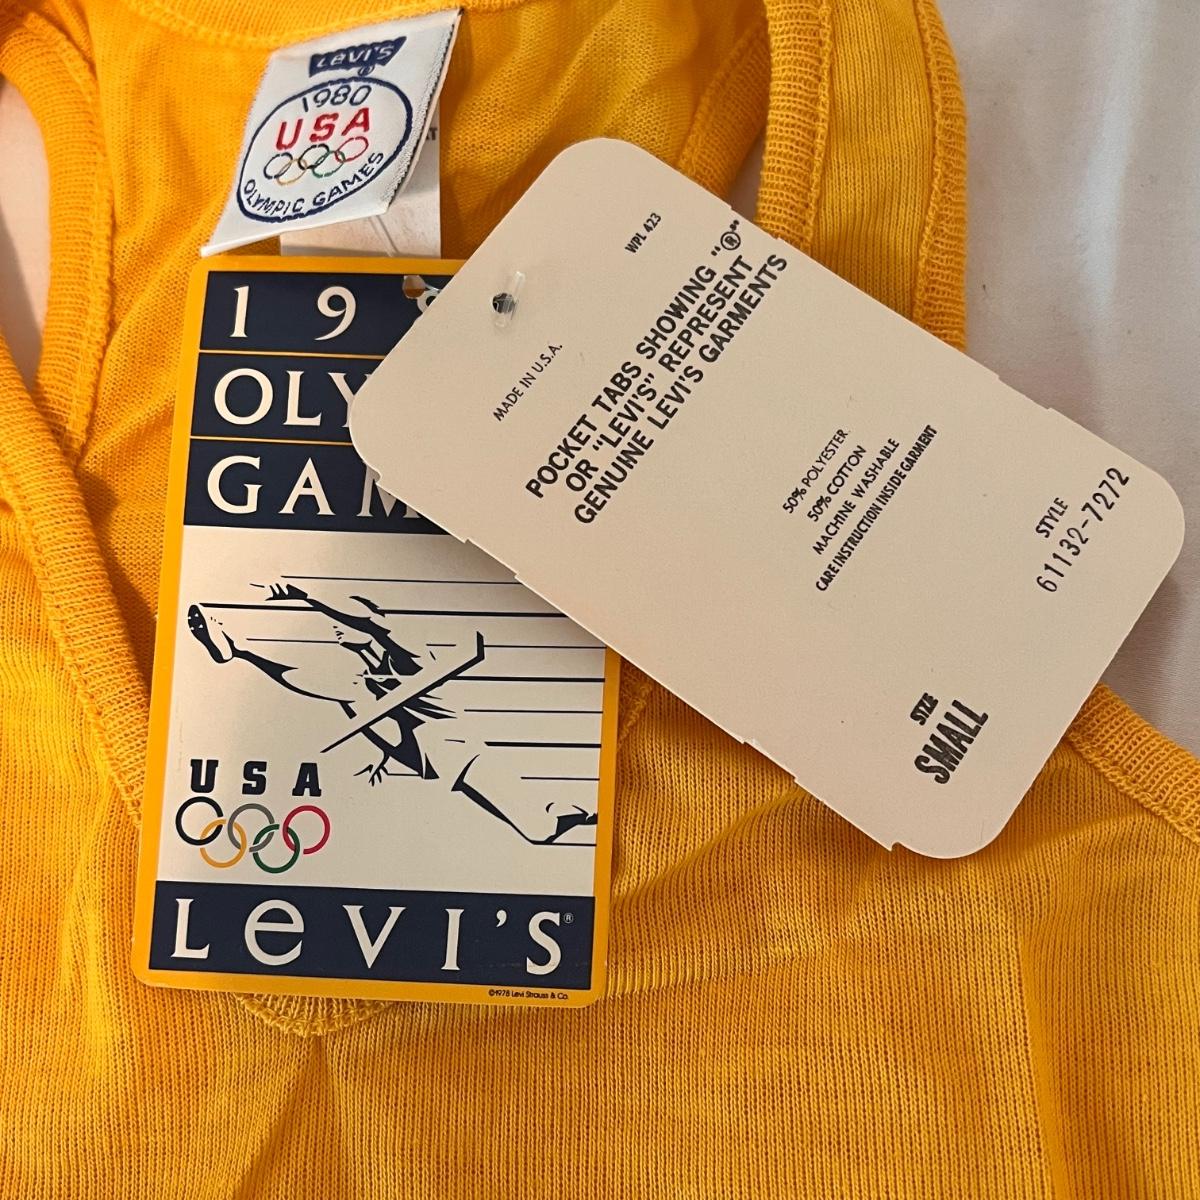 LEVI'S
®
1980
USA
OLYMPIC GAMES
19
OLY
GAM
USA
LeVI'S®
©1978 Levi Strauss & Co.
WPL 423
MADE IN U.S.A.
POCKET TABS SHOWING "®"
OR "LEVI'S" REPRESENT
GENUINE LEVI'S GARMENTS
50% POLYESTER
50% COTTON
MACHINE WASHABLE
CARE INSTRUCTION INSIDE GARMENT
STYLE
61132-7272
SIZE
SMALL